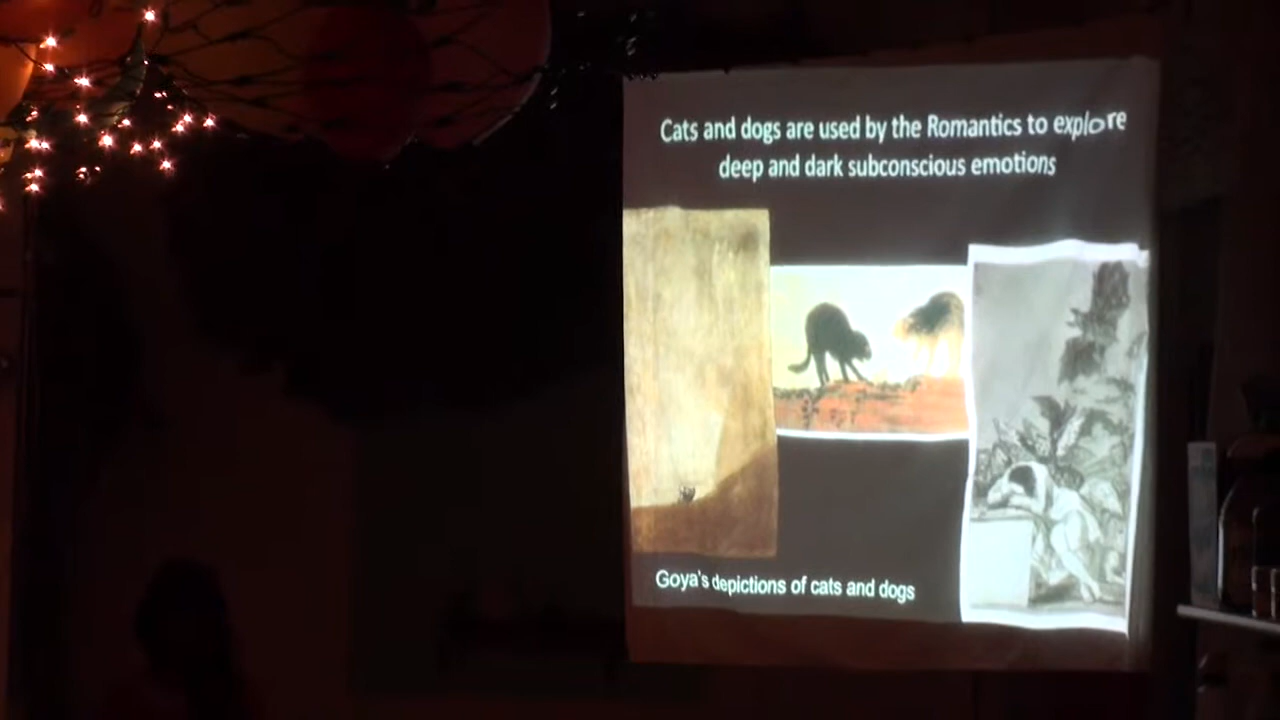 Cats and dogs are used by the Romantics to explore
deep and dark subconscious emotions
Goya's depictions of cats and dogs